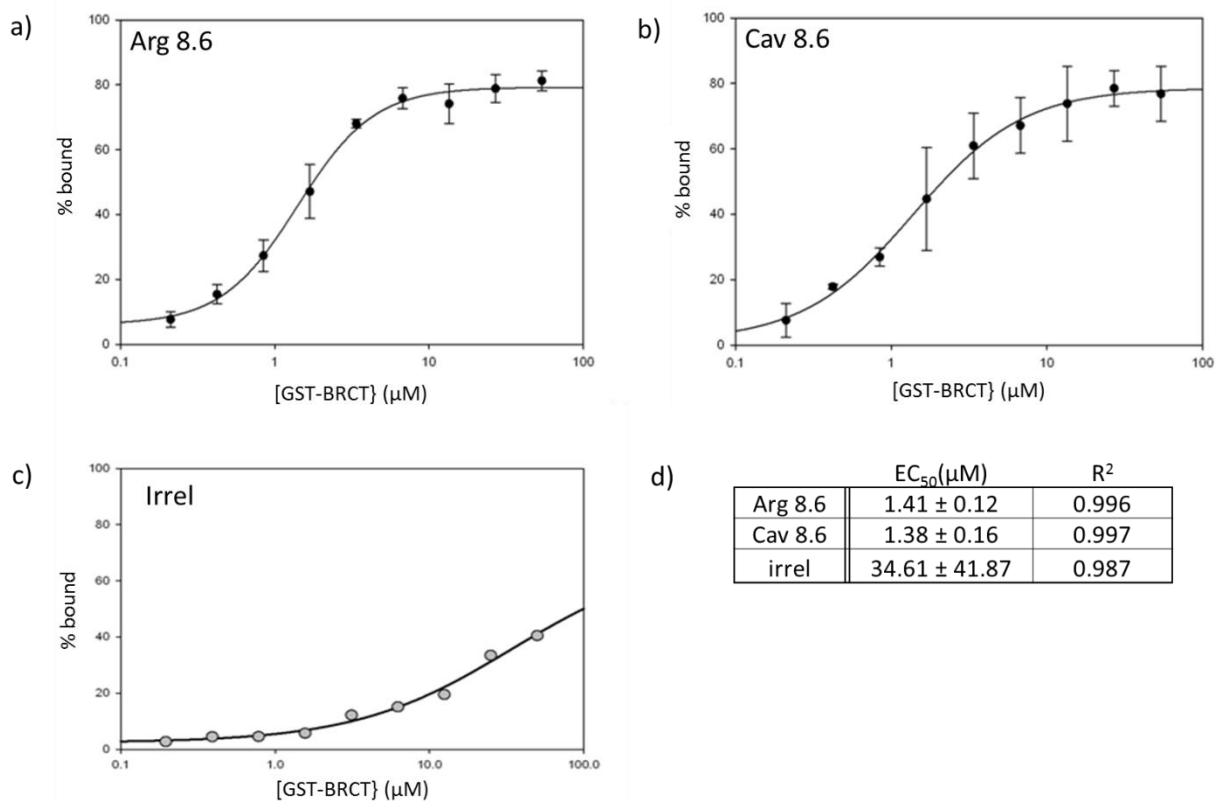 a)
Arg 8.6
% bound
100
80
60
40
20
0
0.1
1
10
100
[GST-BRCT} (µM)
b)
Cav 8.6
% bound
100
80
60
40
20
0
0.1
1
10
100
[GST-BRCT} (µM)
c)
Irrel
% bound
100
80
60
40
20
0
0.1
1.0
10.0
100.0
[GST-BRCT} (µM)
d)
EC50(µM) R2
Arg 8.6 1.41 ± 0.12 0.996
Cav 8.6 1.38 ± 0.16 0.997
irrel 34.61 ± 41.87 0.987